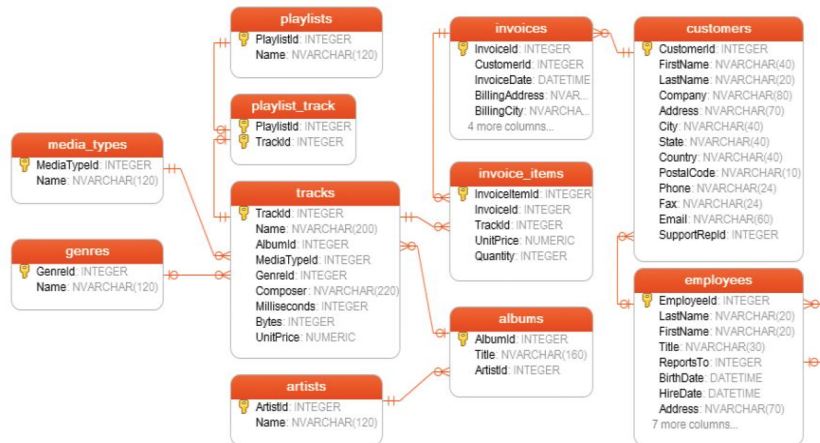 playlists
PlaylistId: INTEGER
Name: NVARCHAR(120)
playlist_track
PlaylistId: INTEGER
TrackId: INTEGER
media_types
MediaTypeId: INTEGER
Name: NVARCHAR(120)
genres
GenreId: INTEGER
Name: NVARCHAR(120)
tracks
TrackId: INTEGER
Name: NVARCHAR(200)
AlbumId: INTEGER
MediaTypeId: INTEGER
GenreId: INTEGER
Composer: NVARCHAR(220)
Milliseconds: INTEGER
Bytes: INTEGER
UnitPrice: NUMERIC
artists
ArtistId: INTEGER
Name: NVARCHAR(120)
invoices
InvoiceId: INTEGER
CustomerId: INTEGER
InvoiceDate: DATETIME
BillingAddress: NVAR...
BillingCity: NVARCHA...
4 more columns...
invoice_items
InvoiceItemId: INTEGER
InvoiceId: INTEGER
TrackId: INTEGER
UnitPrice: NUMERIC
Quantity: INTEGER
albums
AlbumId: INTEGER
Title: NVARCHAR(160)
ArtistId: INTEGER
customers
CustomerId: INTEGER
FirstName: NVARCHAR(40)
LastName: NVARCHAR(20)
Company: NVARCHAR(80)
Address: NVARCHAR(70)
City: NVARCHAR(40)
State: NVARCHAR(40)
Country: NVARCHAR(40)
PostalCode: NVARCHAR(10)
Phone: NVARCHAR(24)
Fax: NVARCHAR(24)
Email: NVARCHAR(60)
SupportRepId: INTEGER
employees
EmployeeId: INTEGER
LastName: NVARCHAR(20)
FirstName: NVARCHAR(20)
Title: NVARCHAR(30)
ReportsTo: INTEGER
BirthDate: DATETIME
HireDate: DATETIME
Address: NVARCHAR(70)
7 more columns...